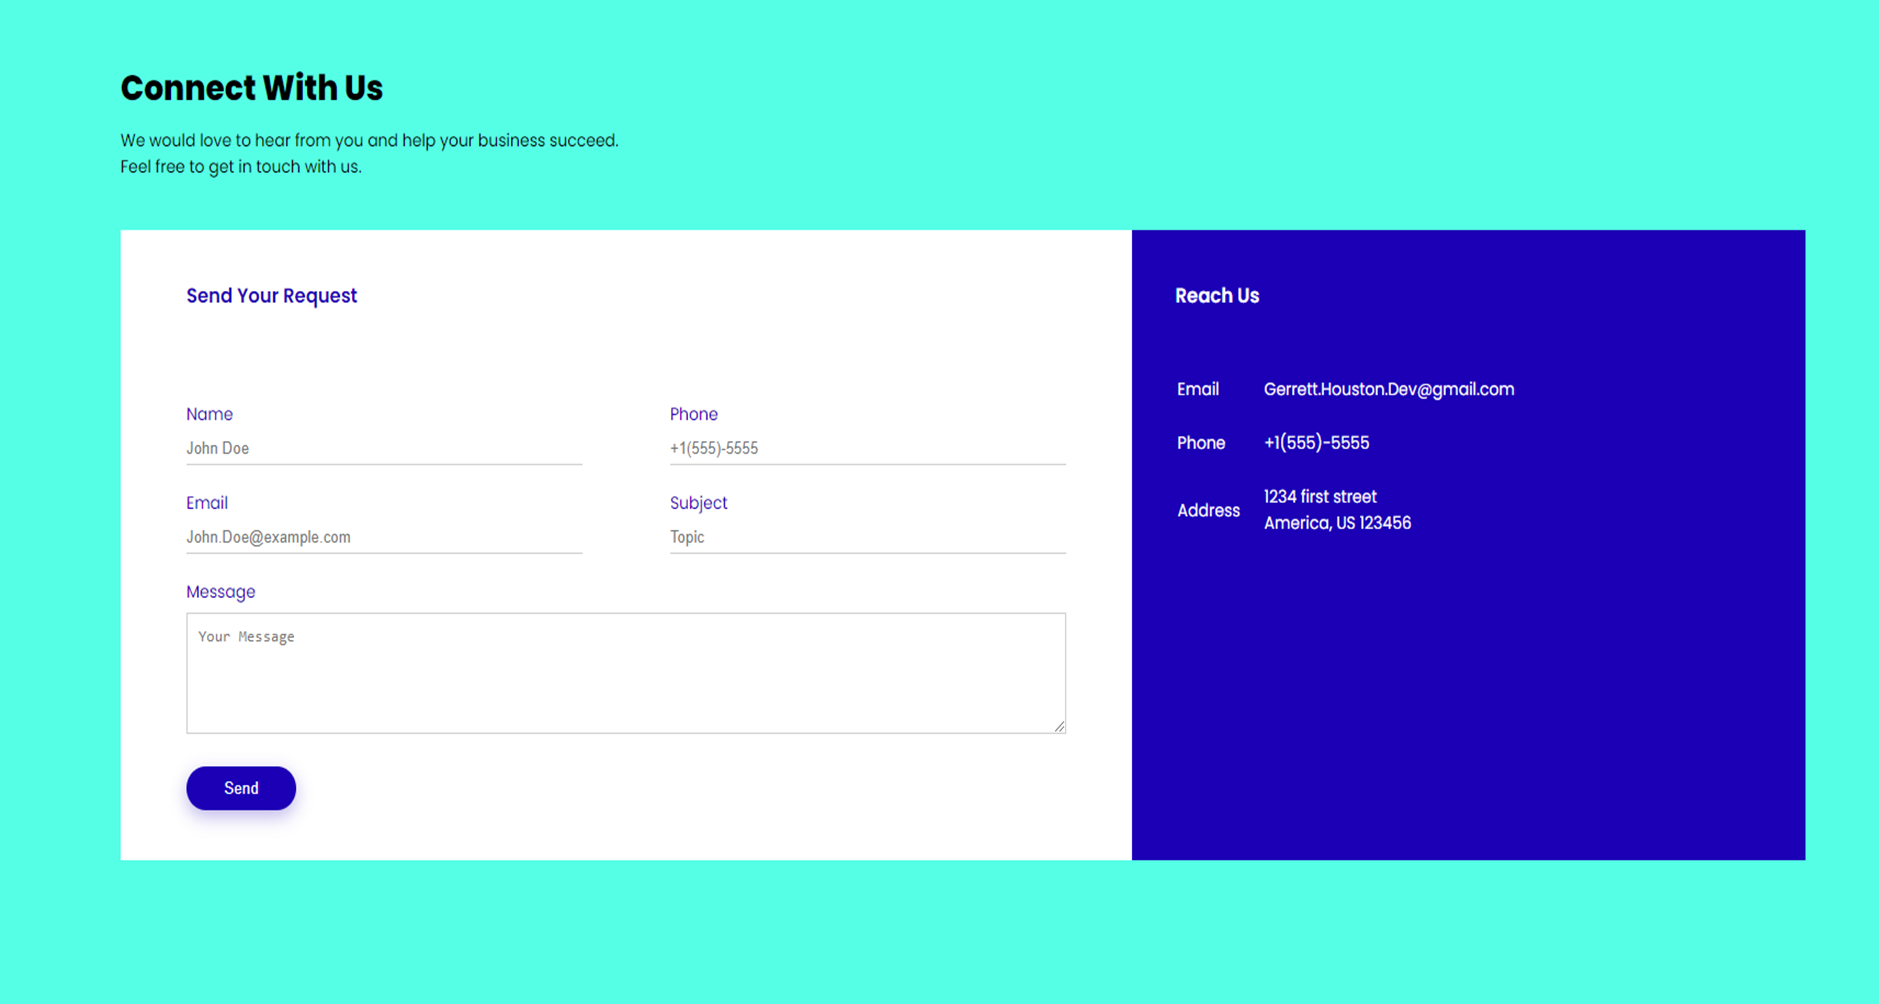 Connect With Us
We would love to hear from you and help your business succeed.
Feel free to get in touch with us.
Send Your Request
Name
John Doe
Phone
+1(555)-5555
Email
John.Doe@example.com
Subject
Topic
Message
Your Message
Send
Reach Us
Email Gerrett.Houston.Dev@gmail.com
Phone +1(555)-5555
Address 1234 first street
America, US 123456